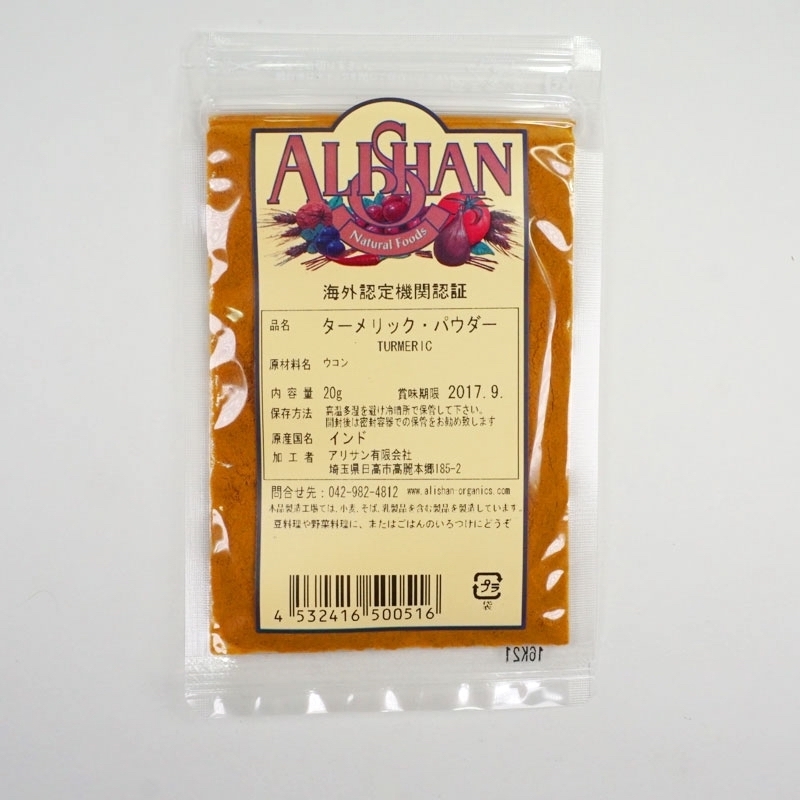 ALISHAN
Natural Foods
海外認定機関認証
品名 ターメリック・パウダー
TURMERIC
原材料名 ウコン
内容量 20g 賞味期限 2017.9.
保存方法 高温多湿を避け冷暗所で保管して下さい。
開封後は密封容器での保管をお勧め致します
原産国名 インド
加工者 アリサン有限会社
埼玉県日高市高麗本郷185-2
問合せ先：042-982-4812 www.alishan-organics.com
本品製造工場では、小麦、そば、乳製品を含む製品を製造しています。
豆料理や野菜料理に、またはごはんのいろつけにどうぞ
4 532416 500516
プラ
袋
16K21